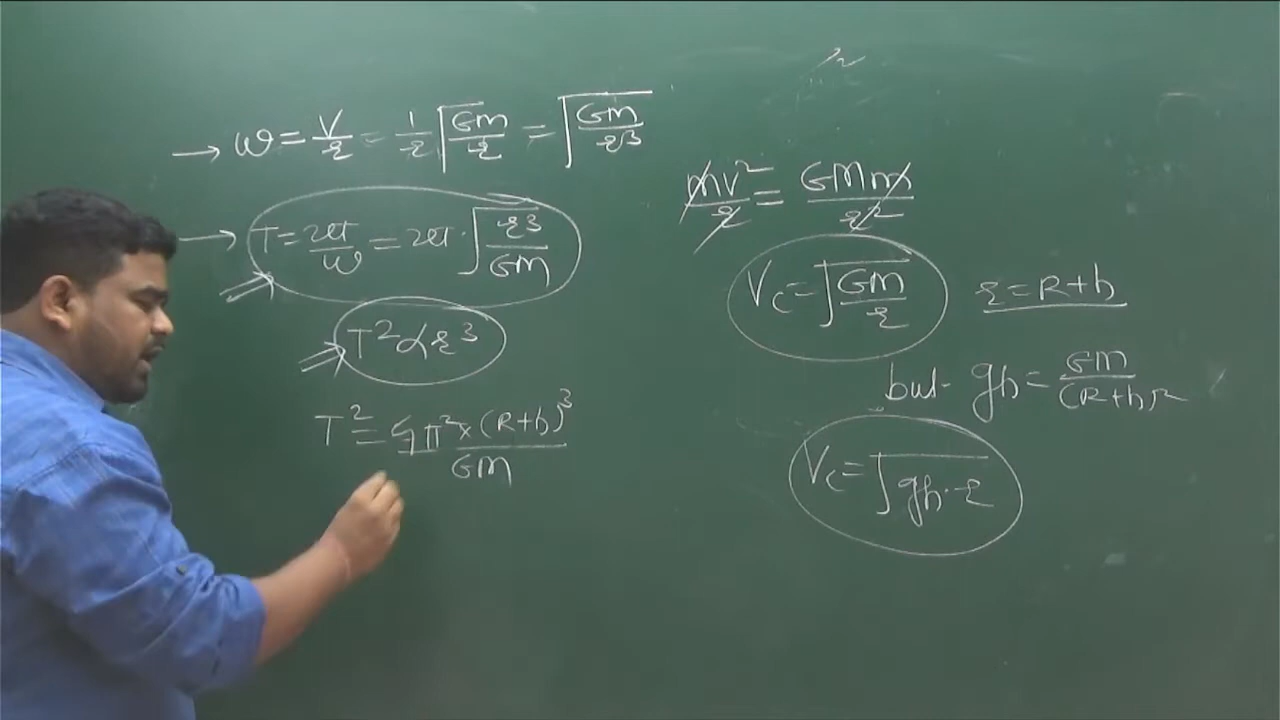 → ω = V/r = 1/r √(GM/r) = √(GM/r³)
→ T = 2π/ω = 2π · √(r³/GM)
⇒ T² ∝ r³
T² = 4π² × (R+h)³/GM
mv²/r = GMm/r²
Vc = √(GM/r)
r = R+h
but gh = GM/(R+h)²
Vc = √(gh · r)